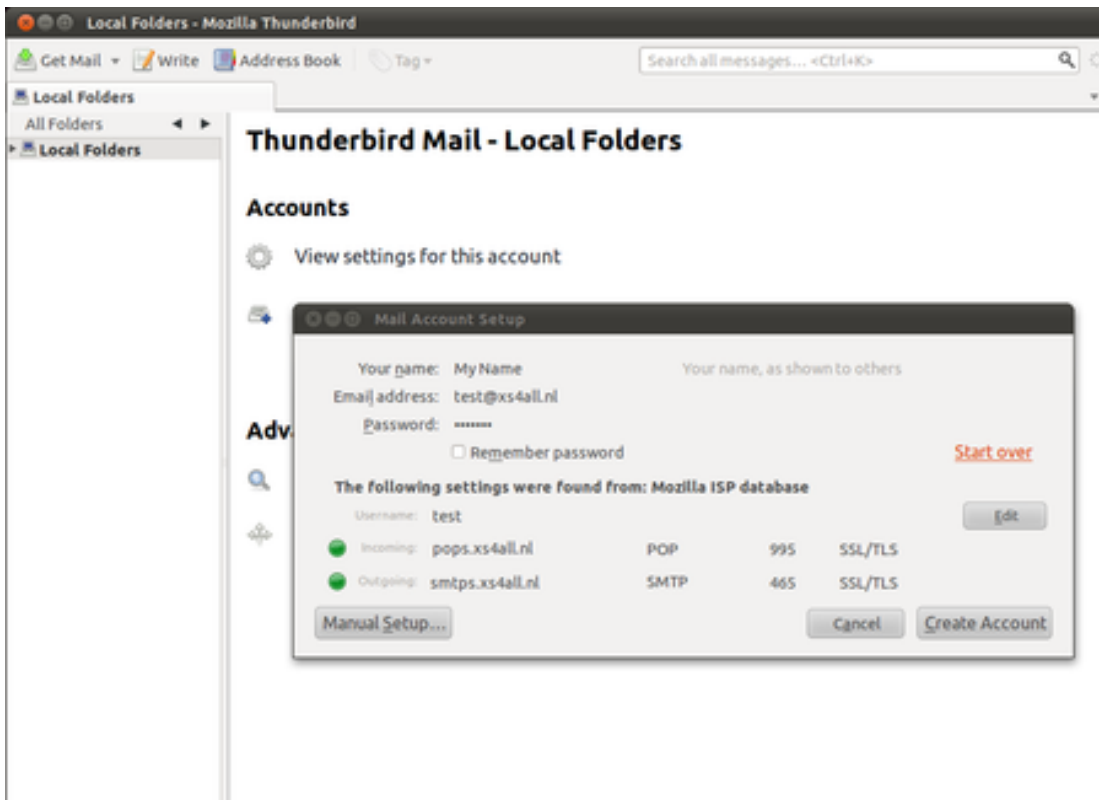 Local Folders - Mozilla Thunderbird
Get Mail Write Address Book Tag Search all messages... <Ctrl+K>
Local Folders
All Folders
Local Folders
Thunderbird Mail - Local Folders
Accounts
View settings for this account
Mail Account Setup
Your name: My Name Your name, as shown to others
Email address: test@xs4all.nl
Password: •••••••
Adv
Remember password Start over
The following settings were found from: Mozilla ISP database
Username: test Edit
Incoming: pops.xs4all.nl POP 995 SSL/TLS
Outgoing: smtps.xs4all.nl SMTP 465 SSL/TLS
Manual Setup... Cancel Create Account